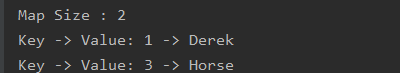 Map Size : 2
Key -> Value: 1 -> Derek
Key -> Value: 3 -> Horse